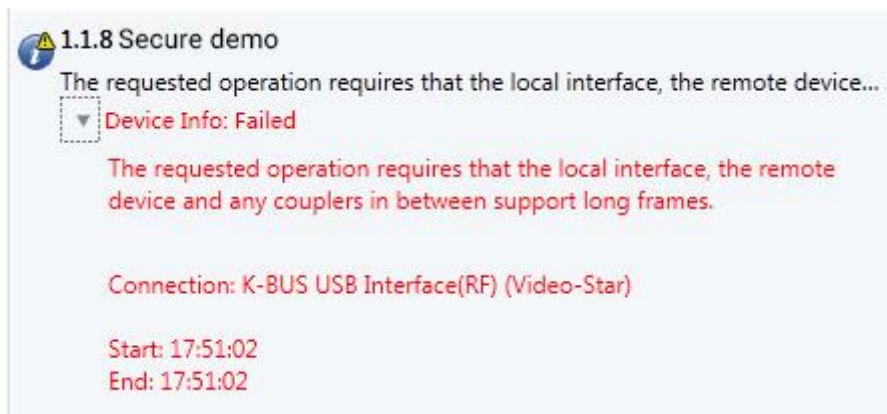 1.1.8 Secure demo
The requested operation requires that the local interface, the remote device...
Device Info: Failed
The requested operation requires that the local interface, the remote
device and any couplers in between support long frames.
Connection: K-BUS USB Interface(RF) (Video-Star)
Start: 17:51:02
End: 17:51:02